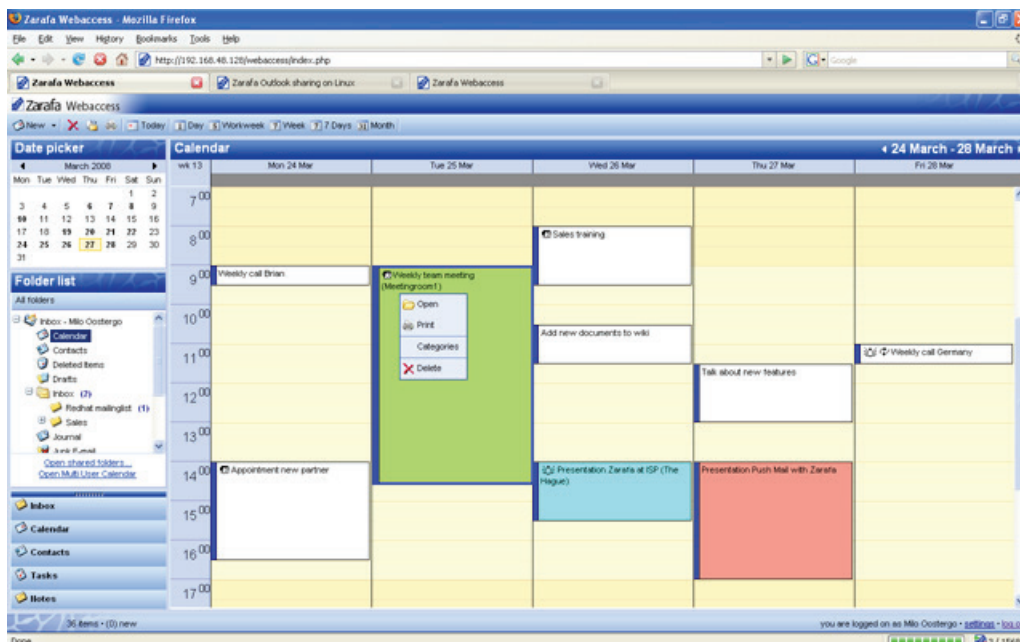 Zarafa Webaccess - Mozilla Firefox
File Edit View History Bookmarks Tools Help
http://192.168.48.128/webaccess/index.php
Google
Zarafa Webaccess Zarafa Outlook sharing on Linux Zarafa Webaccess
Zarafa Webaccess
New Today Day Workweek Week 7 Days Month
Date picker
March 2008
Mon Tue Wed Thu Fri Sat Sun
1 2
3 4 5 6 7 8 9
10 11 12 13 14 15 16
17 18 19 20 21 22 23
24 25 26 27 28 29 30
31
Folder list
All folders
Inbox - Milo Oostergo
Calendar
Contacts
Deleted Items
Drafts
Inbox (7)
Redhat mailinglist (1)
Sales
Journal
Junk E-mail
Open shared folders...
Open Multi User Calendar
Inbox
Calendar
Contacts
Tasks
Notes
Calendar 24 March - 28 March
wk 13 Mon 24 Mar Tue 25 Mar Wed 26 Mar Thu 27 Mar Fri 28 Mar
7 00
8 00
Sales training
9 00
Weekly call Brian
Weekly team meeting
(Meetingroom1)
Open
Print
Categories
Delete
10 00
Add new documents to wiki
11 00
Weekly call Germany
Talk about new features
12 00
13 00
14 00
Appointment new partner
Presentation Zarafa at ISP (The
Hague)
Presentation Push Mail with Zarafa
15 00
16 00
17 00
36 items - (0) new
you are logged on as Milo Oostergo - settings - log
Done